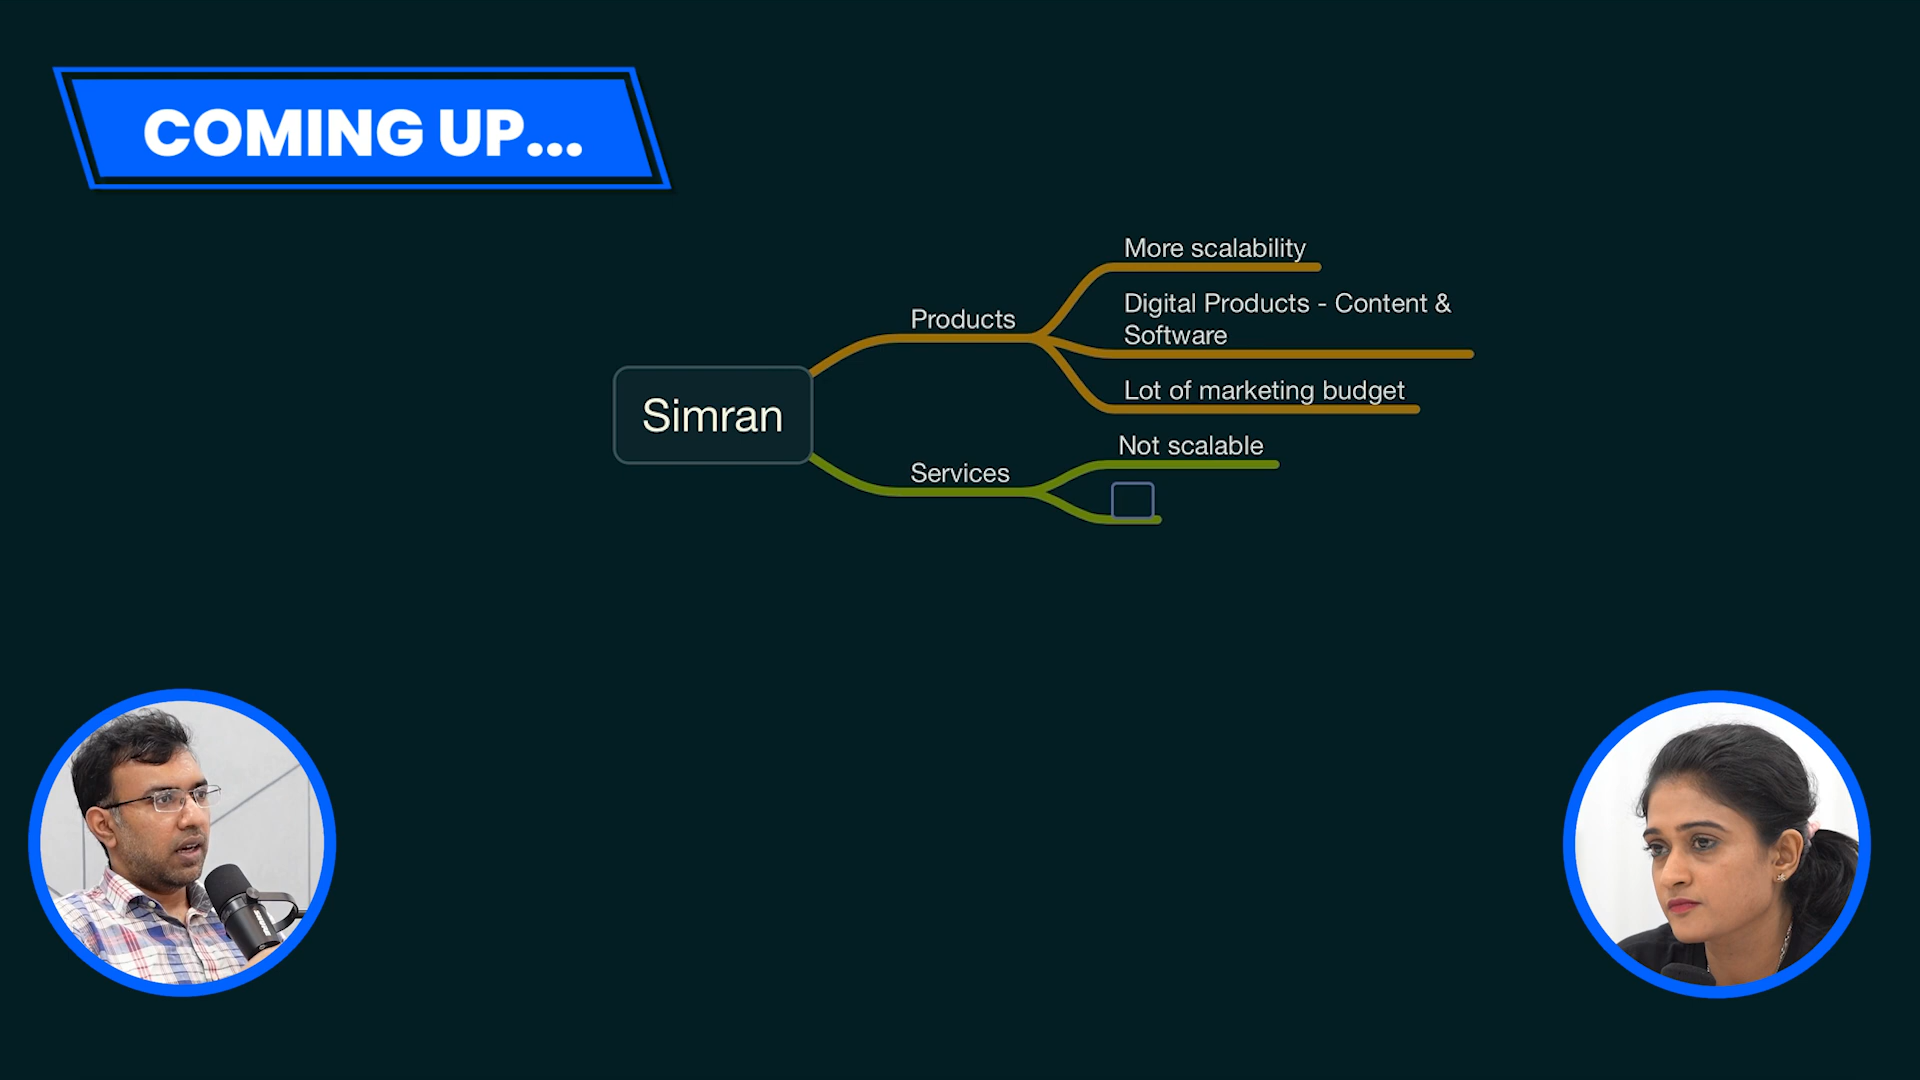 COMING UP...
More scalability
Digital Products - Content &
Software
Products
Lot of marketing budget
Simran
Not scalable
Services